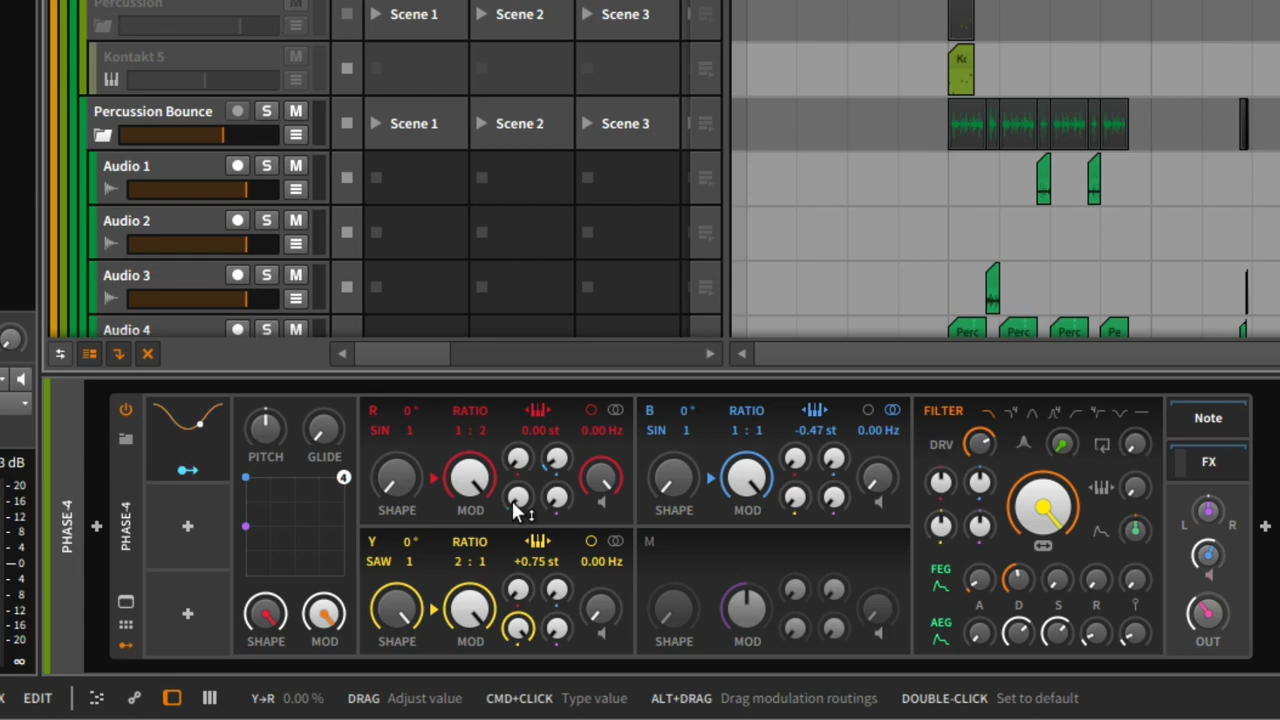 Percussion M
Scene 1 Scene 2 Scene 3
Kontakt 5 M
Kc
Percussion Bounce S M
Scene 1 Scene 2 Scene 3
Audio 1 S M
Audio 2 S M
Audio 3 S M
Audio 4 S M
Perc Perc Perc Pe
3 dB
20
16
12
8
4
0
4
8
12
16
20
∞
PHASE-4
PHASE-4
PITCH GLIDE
4
SHAPE MOD
R 0° RATIO
SIN 1 1 : 2 0.00 st 0.00 Hz
SHAPE MOD
B 0° RATIO
SIN 1 1 : 1 -0.47 st 0.00 Hz
SHAPE MOD
Y 0° RATIO
SAW 1 2 : 1 +0.75 st 0.00 Hz
SHAPE MOD
M
SHAPE MOD
FILTER
DRV
FEG
A D S R
AEG
Note
FX
L R
OUT
X EDIT Y→R 0.00 % DRAG Adjust value CMD+CLICK Type value ALT+DRAG Drag modulation routings DOUBLE-CLICK Set to default